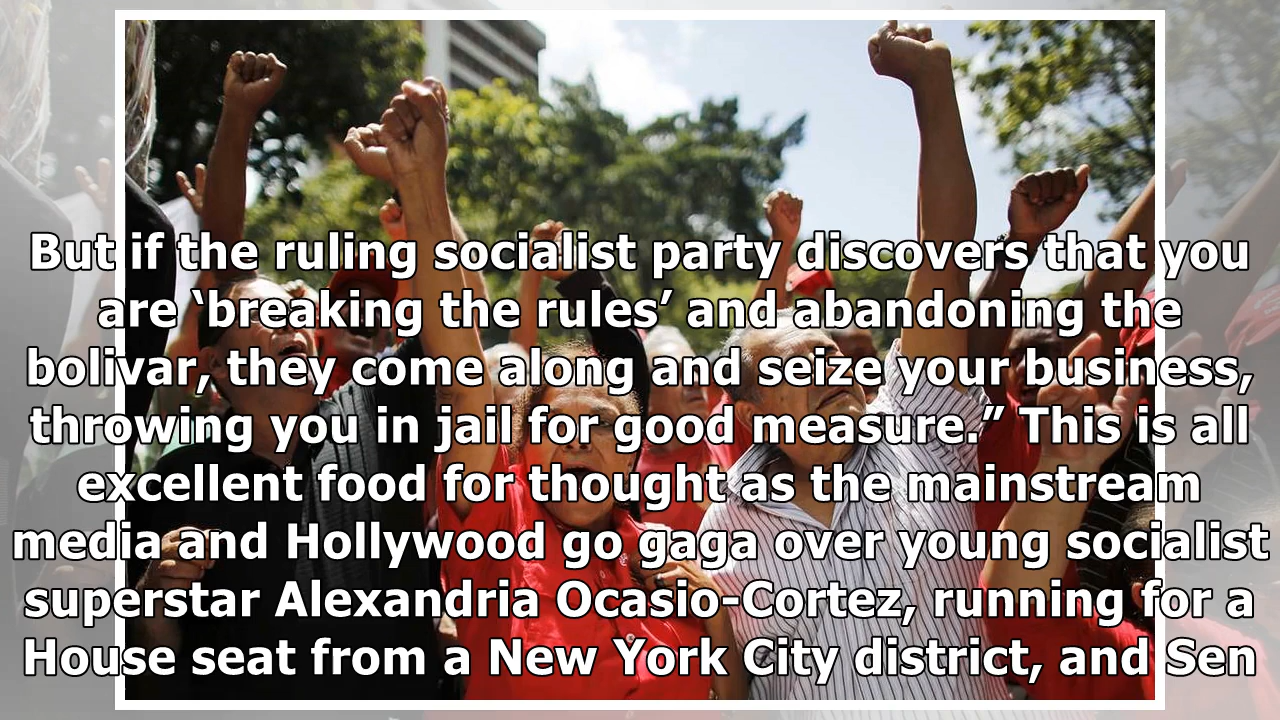 But if the ruling socialist party discovers that you
are ‘breaking the rules’ and abandoning the
bolivar, they come along and seize your business,
throwing you in jail for good measure.” This is all
excellent food for thought as the mainstream
media and Hollywood go gaga over young socialist
superstar Alexandria Ocasio-Cortez, running for a
House seat from a New York City district, and Sen